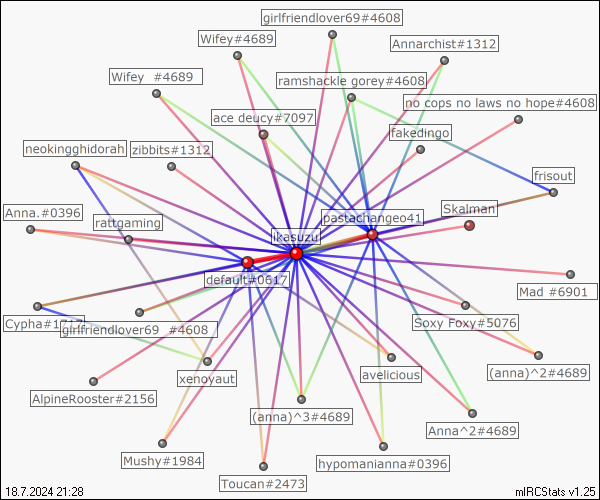 girlfriendlover69#4608
Wifey#4689
Annarchist#1312
Wifey  #4689
ramshackle gorey#4608
no cops no laws no hope#4608
ace deucy#7097
fakedingo
neokingghidorah
zibbits#1312
frisout
Anna.#0396
rattgaming
Skalman
pastachangeo41
ikasuzu
default#0617
Mad #6901
Cypha#1717
girlfriendlover69  #4608
Soxy Foxy#5076
xenoyaut
avelicious
(anna)^2#4689
AlpineRooster#2156
(anna)^3#4689
Anna^2#4689
Mushy#1984
hypomanianna#0396
Toucan#2473
18.7.2024 21:28
mIRCStats v1.25